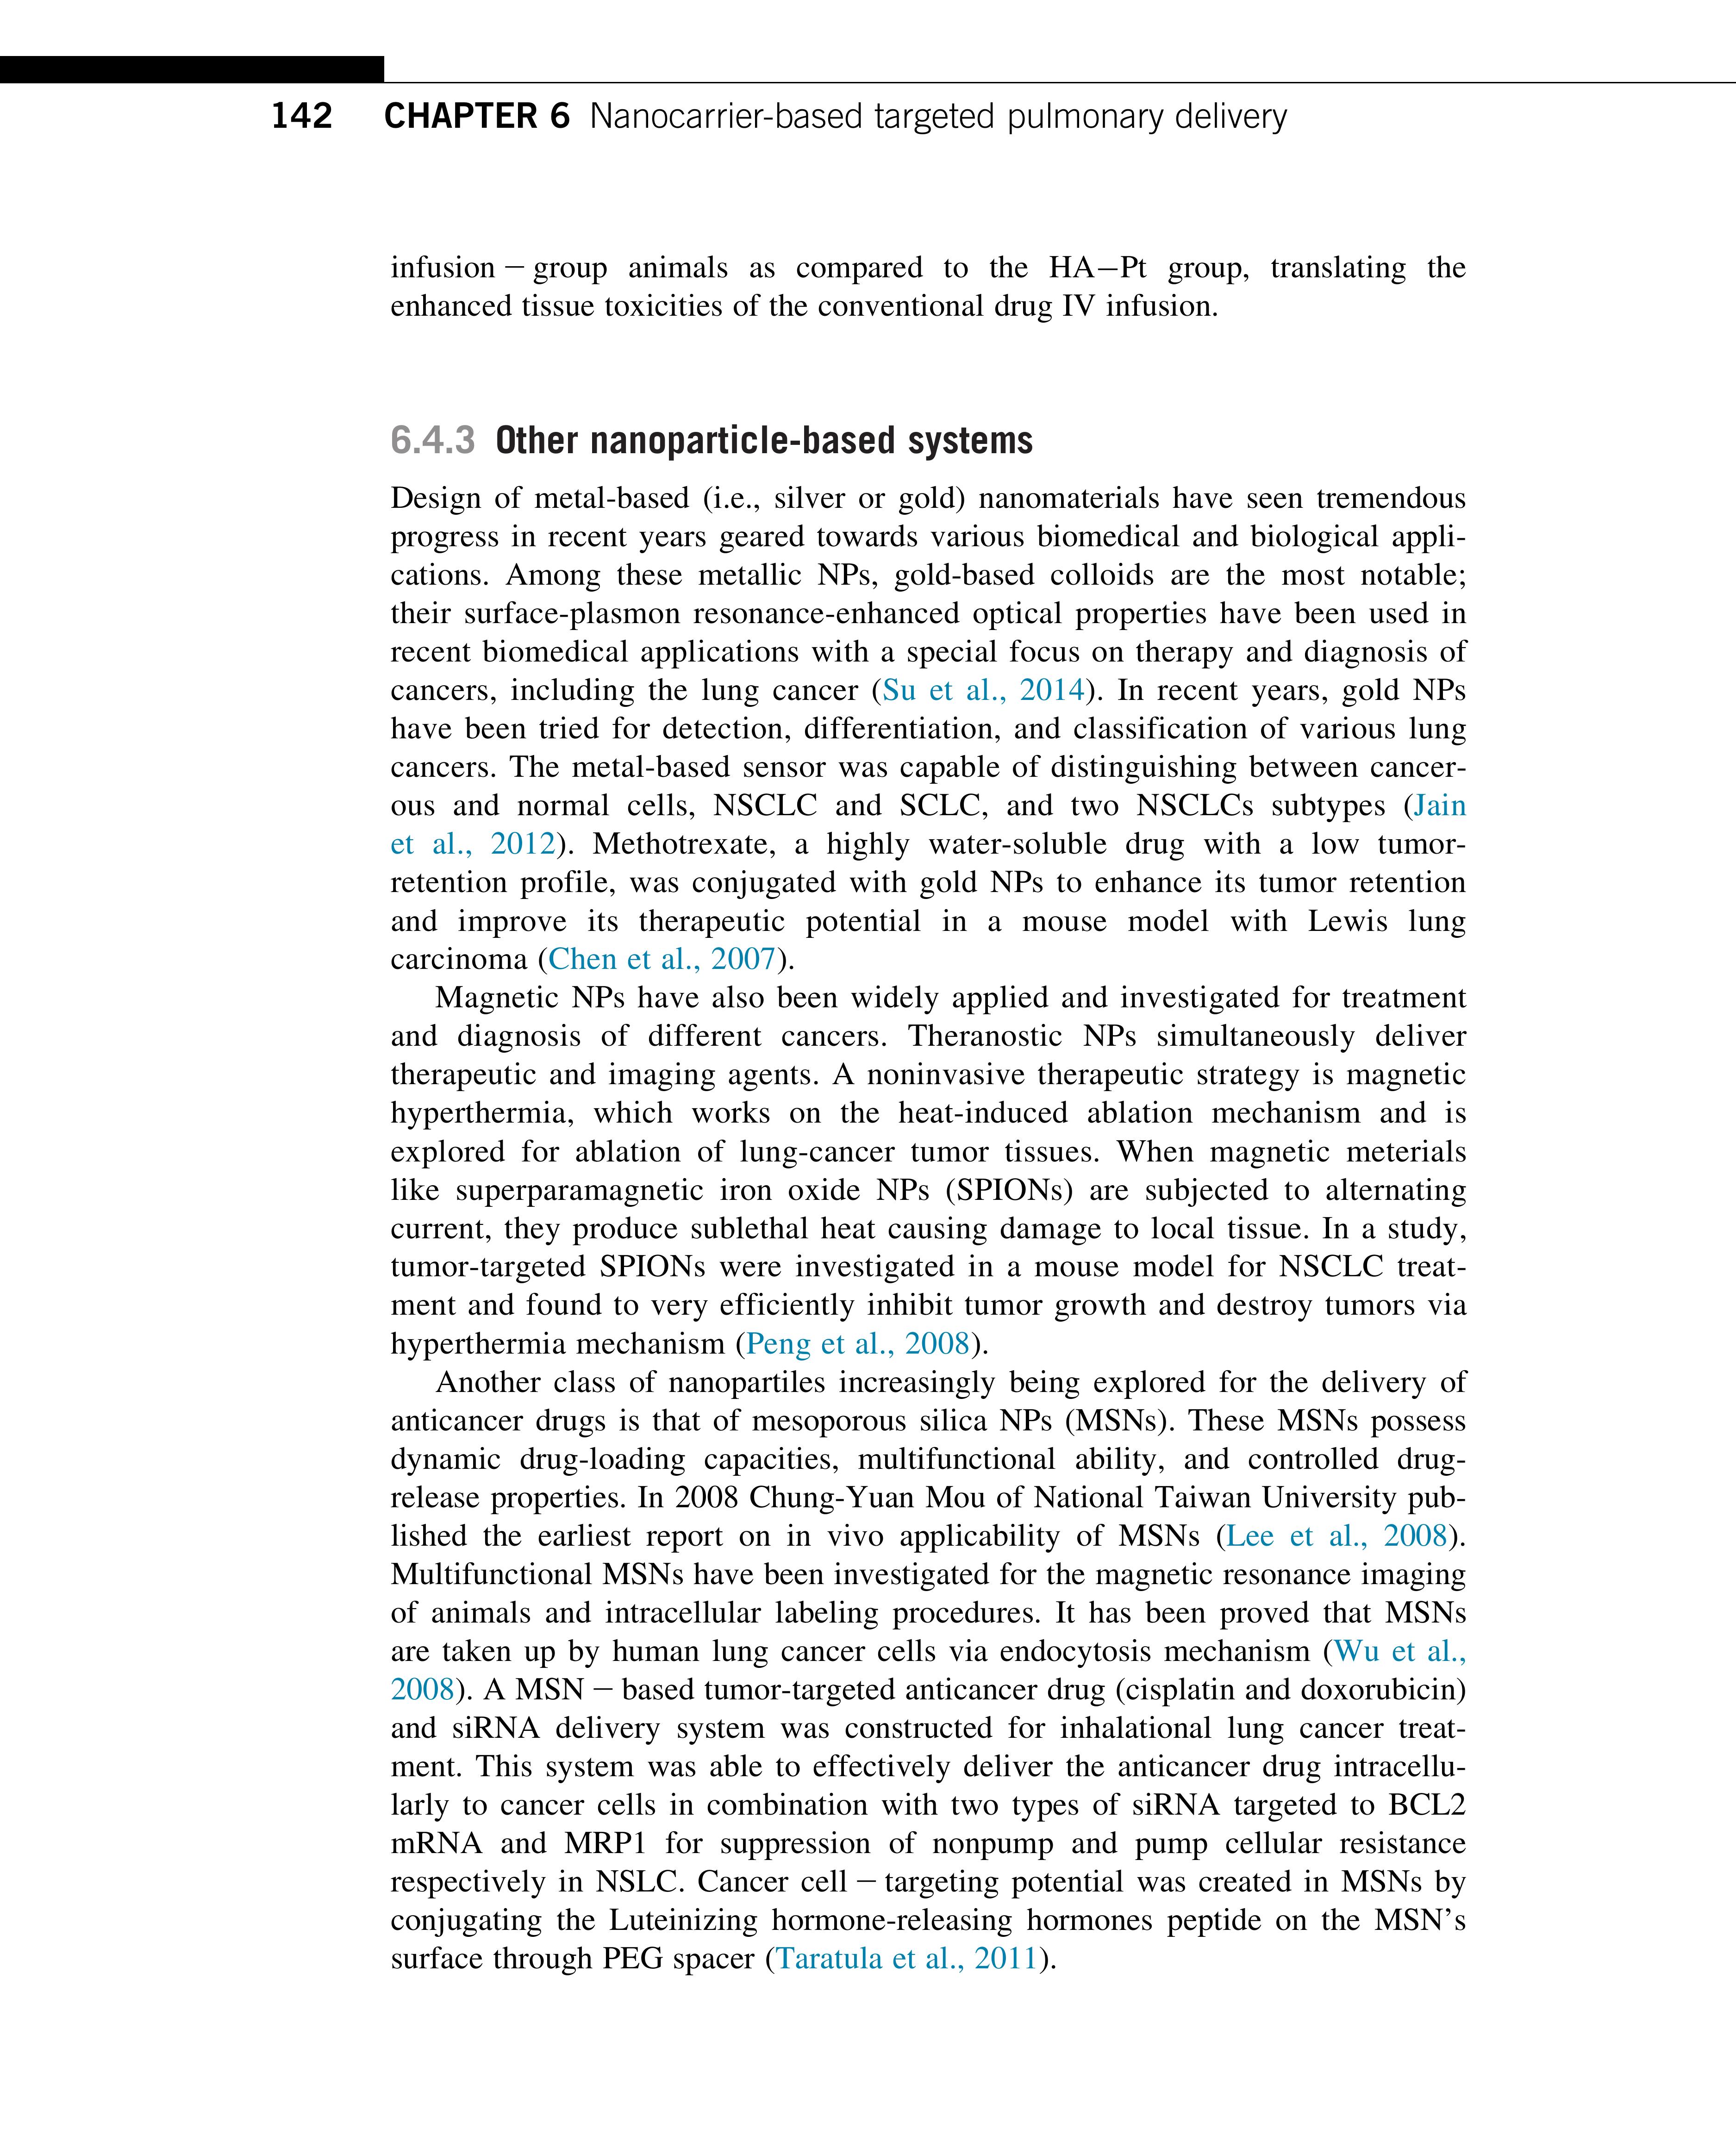 142 CHAPTER 6 Nanocarrier-based targeted pulmonary delivery
infusion − group animals as compared to the HA−Pt group, translating the
enhanced tissue toxicities of the conventional drug IV infusion.
6.4.3 Other nanoparticle-based systems
Design of metal-based (i.e., silver or gold) nanomaterials have seen tremendous
progress in recent years geared towards various biomedical and biological appli-
cations. Among these metallic NPs, gold-based colloids are the most notable;
their surface-plasmon resonance-enhanced optical properties have been used in
recent biomedical applications with a special focus on therapy and diagnosis of
cancers, including the lung cancer (Su et al., 2014). In recent years, gold NPs
have been tried for detection, differentiation, and classification of various lung
cancers. The metal-based sensor was capable of distinguishing between cancer-
ous and normal cells, NSCLC and SCLC, and two NSCLCs subtypes (Jain
et al., 2012). Methotrexate, a highly water-soluble drug with a low tumor-
retention profile, was conjugated with gold NPs to enhance its tumor retention
and improve its therapeutic potential in a mouse model with Lewis lung
carcinoma (Chen et al., 2007).
Magnetic NPs have also been widely applied and investigated for treatment
and diagnosis of different cancers. Theranostic NPs simultaneously deliver
therapeutic and imaging agents. A noninvasive therapeutic strategy is magnetic
hyperthermia, which works on the heat-induced ablation mechanism and is
explored for ablation of lung-cancer tumor tissues. When magnetic meterials
like superparamagnetic iron oxide NPs (SPIONs) are subjected to alternating
current, they produce sublethal heat causing damage to local tissue. In a study,
tumor-targeted SPIONs were investigated in a mouse model for NSCLC treat-
ment and found to very efficiently inhibit tumor growth and destroy tumors via
hyperthermia mechanism (Peng et al., 2008).
Another class of nanopartiles increasingly being explored for the delivery of
anticancer drugs is that of mesoporous silica NPs (MSNs). These MSNs possess
dynamic drug-loading capacities, multifunctional ability, and controlled drug-
release properties. In 2008 Chung-Yuan Mou of National Taiwan University pub-
lished the earliest report on in vivo applicability of MSNs (Lee et al., 2008).
Multifunctional MSNs have been investigated for the magnetic resonance imaging
of animals and intracellular labeling procedures. It has been proved that MSNs
are taken up by human lung cancer cells via endocytosis mechanism (Wu et al.,
2008). A MSN − based tumor-targeted anticancer drug (cisplatin and doxorubicin)
and siRNA delivery system was constructed for inhalational lung cancer treat-
ment. This system was able to effectively deliver the anticancer drug intracellu-
larly to cancer cells in combination with two types of siRNA targeted to BCL2
mRNA and MRP1 for suppression of nonpump and pump cellular resistance
respectively in NSLC. Cancer cell − targeting potential was created in MSNs by
conjugating the Luteinizing hormone-releasing hormones peptide on the MSN’s
surface through PEG spacer (Taratula et al., 2011).